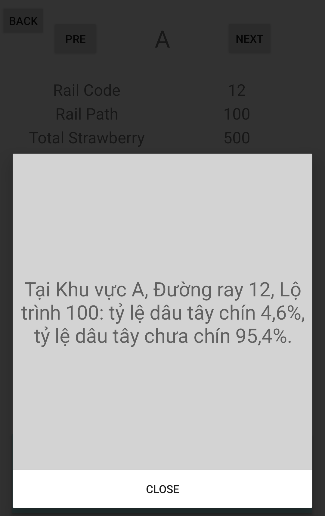 BACK
PRE A NEXT
Rail Code 12
Rail Path 100
Total Strawberry 500
Tại Khu vực A, Đường ray 12, Lộ
trình 100: tỷ lệ dâu tây chín 4,6%,
tỷ lệ dâu tây chưa chín 95,4%.
CLOSE